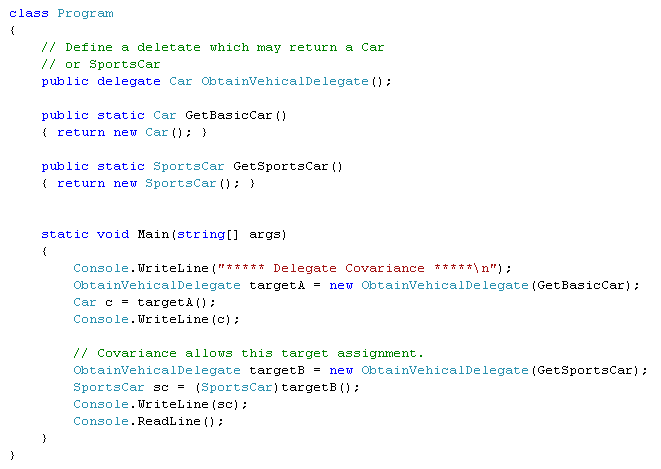 class Program
{
    // Define a deletate which may return a Car
    // or SportsCar
    public delegate Car ObtainVehicalDelegate();

    public static Car GetBasicCar()
    { return new Car(); }

    public static SportsCar GetSportsCar()
    { return new SportsCar(); }


    static void Main(string[] args)
    {
        Console.WriteLine("***** Delegate Covariance *****\n");
        ObtainVehicalDelegate targetA = new ObtainVehicalDelegate(GetBasicCar);
        Car c = targetA();
        Console.WriteLine(c);

        // Covariance allows this target assignment.
        ObtainVehicalDelegate targetB = new ObtainVehicalDelegate(GetSportsCar);
        SportsCar sc = (SportsCar)targetB();
        Console.WriteLine(sc);
        Console.ReadLine();
    }
}